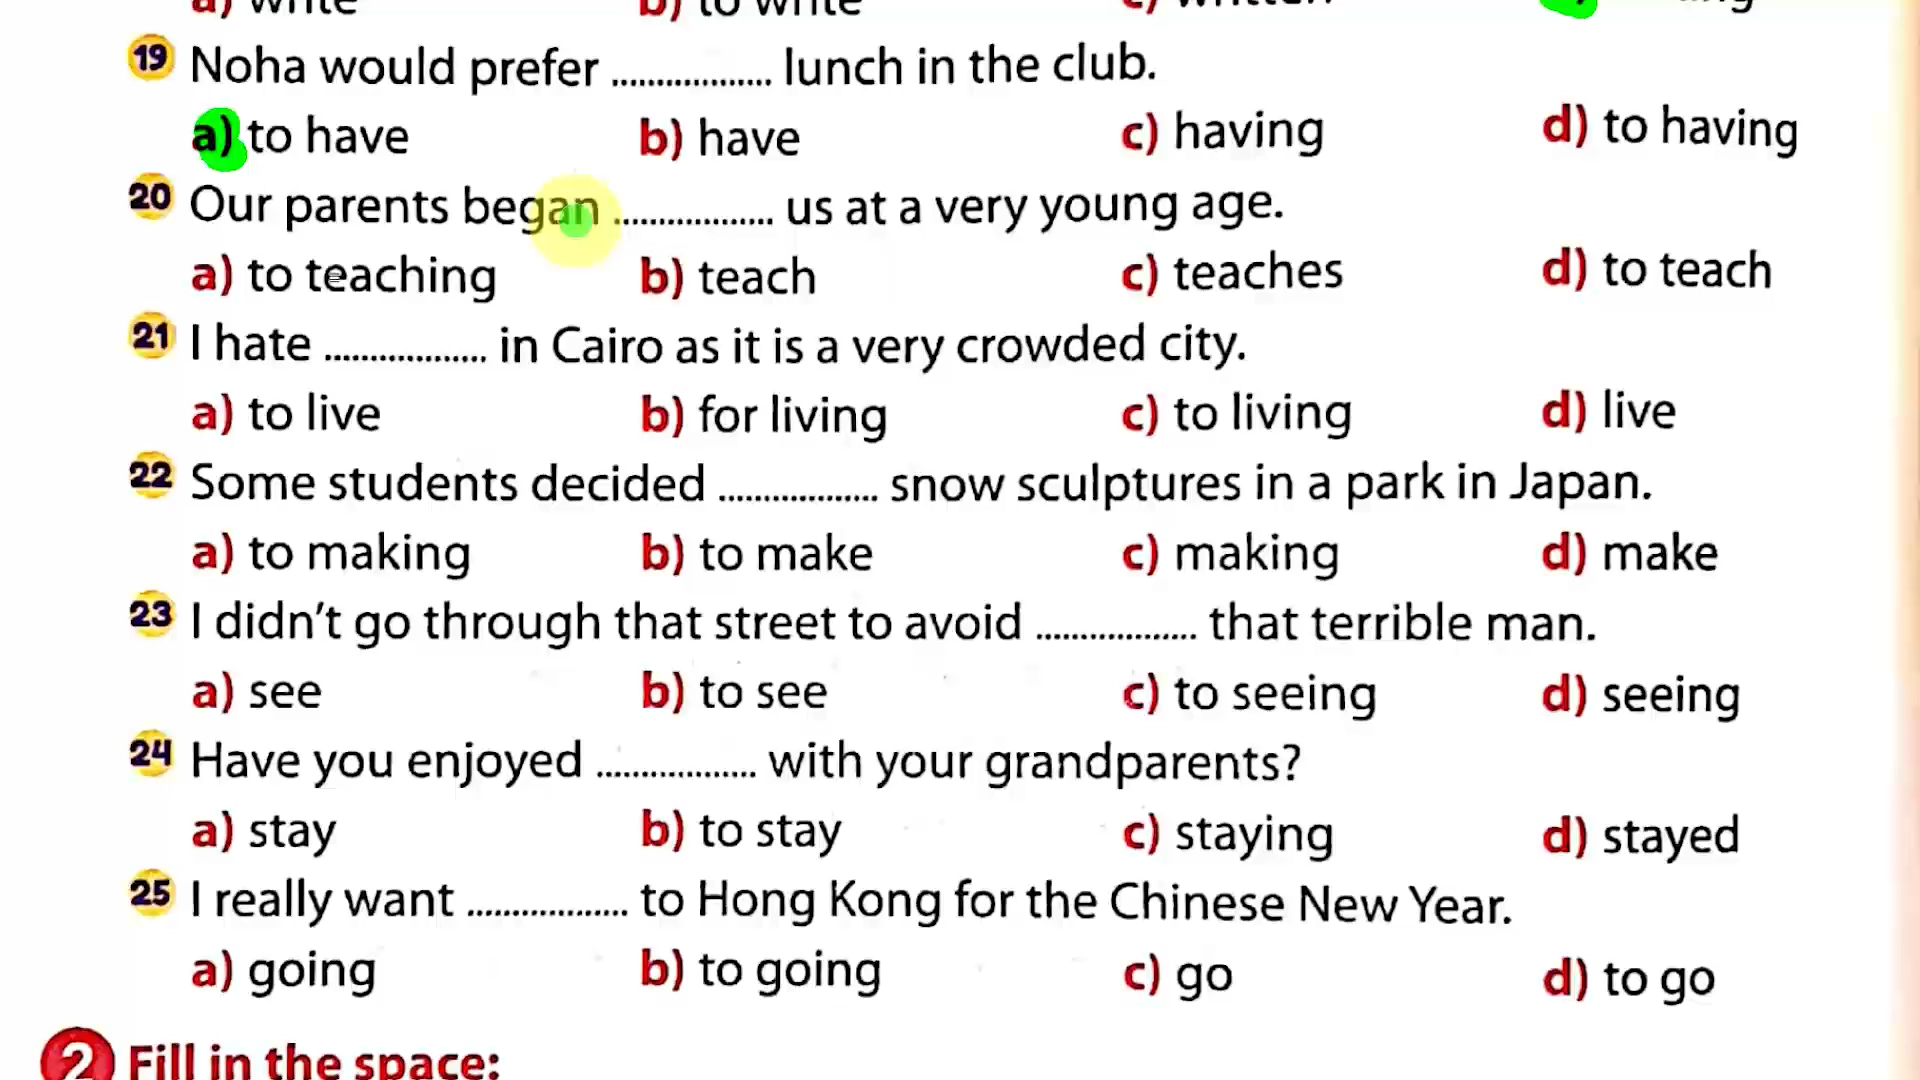 a) write b) to write c) written
19 Noha would prefer .................. lunch in the club.
a) to have b) have c) having d) to having
20 Our parents began .................. us at a very young age.
a) to teaching b) teach c) teaches d) to teach
21 I hate .................. in Cairo as it is a very crowded city.
a) to live b) for living c) to living d) live
22 Some students decided .................. snow sculptures in a park in Japan.
a) to making b) to make c) making d) make
23 I didn't go through that street to avoid .................. that terrible man.
a) see b) to see c) to seeing d) seeing
24 Have you enjoyed .................. with your grandparents?
a) stay b) to stay c) staying d) stayed
25 I really want .................. to Hong Kong for the Chinese New Year.
a) going b) to going c) go d) to go
2 Fill in the space: